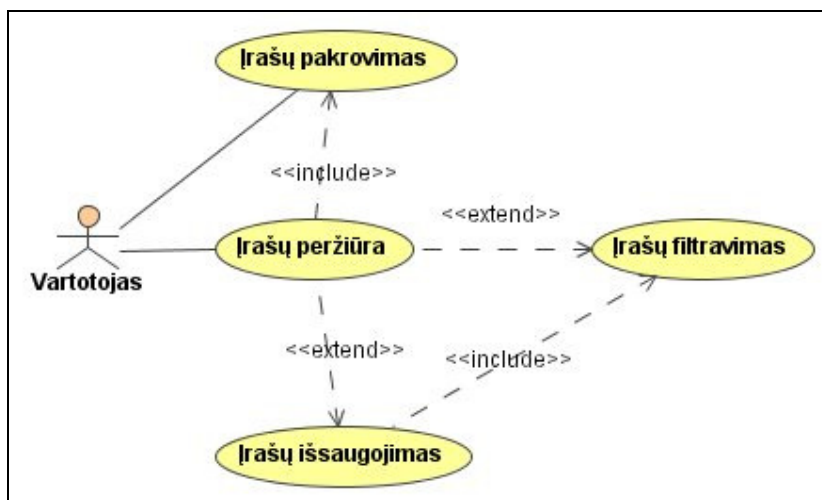 Įrašų pakrovimas
<<include>>
<<extend>>
Vartotojas
Įrašų peržiūra
Įrašų filtravimas
<<extend>>
<<include>>
Įrašų išsaugojimas